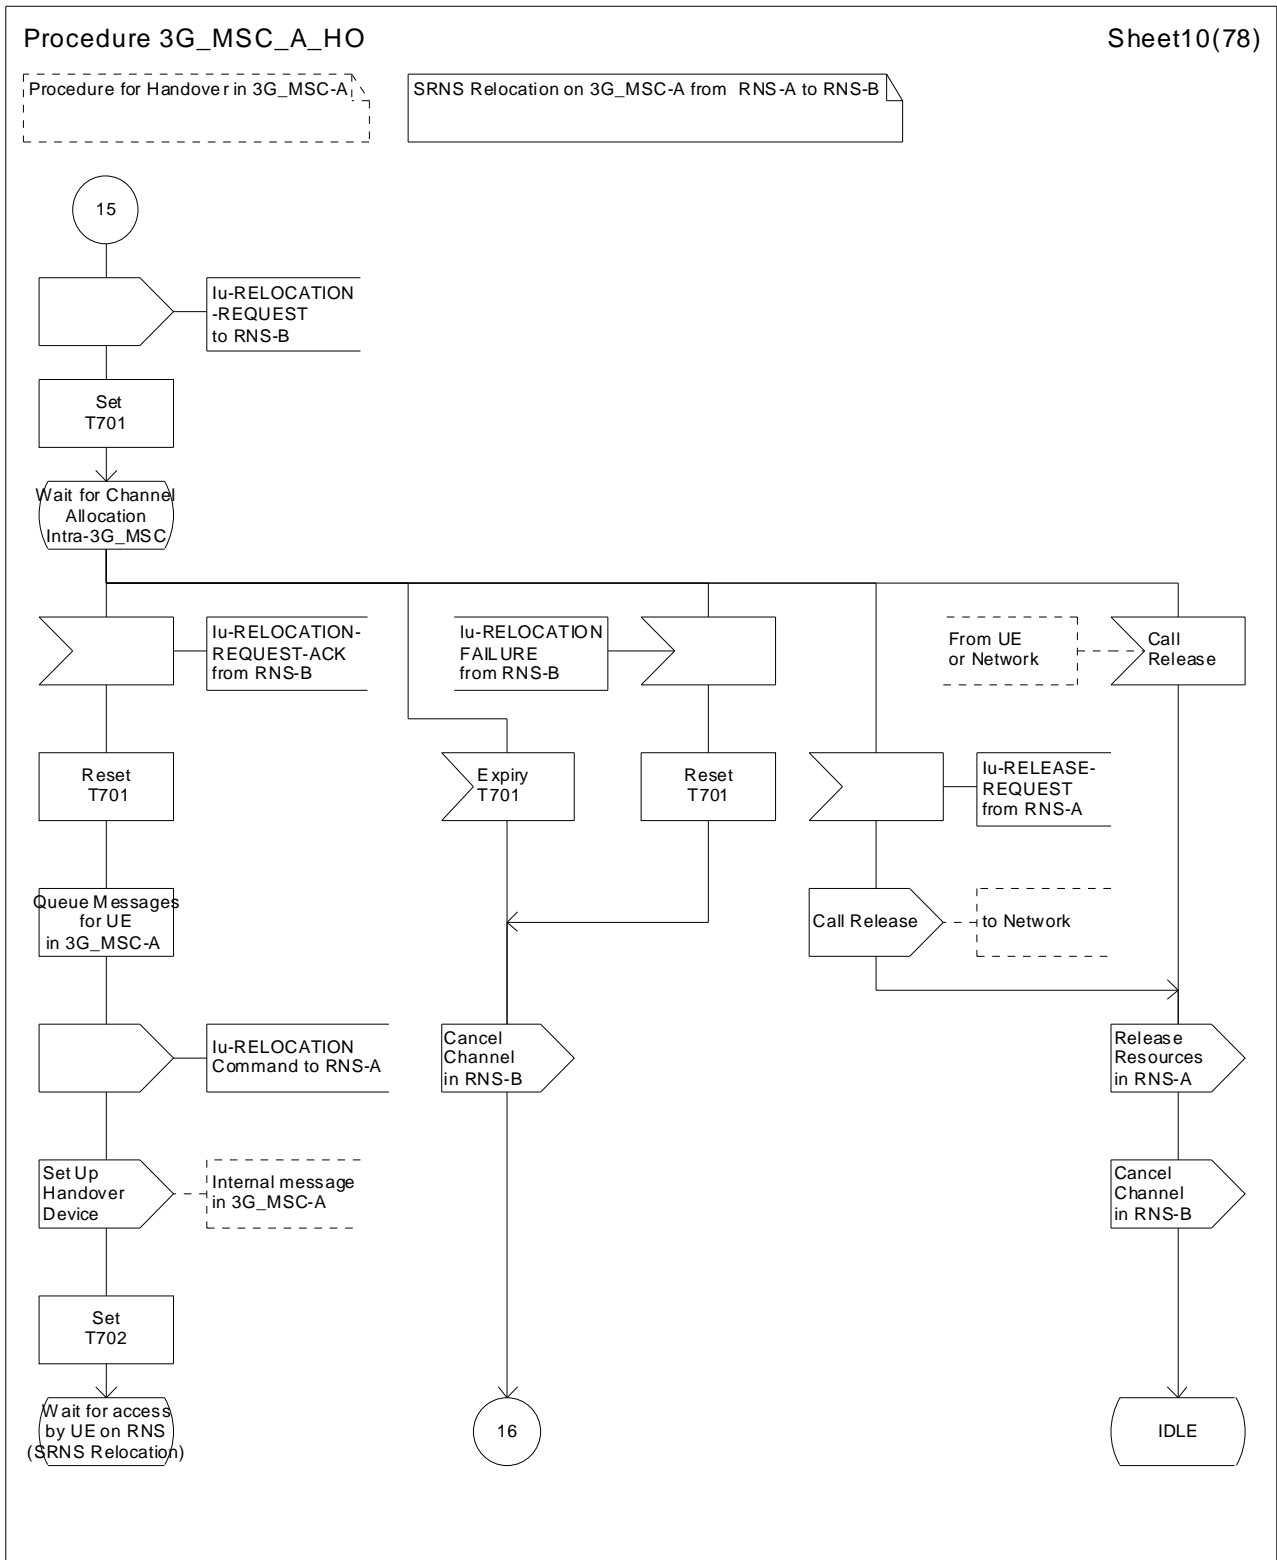 Procedure 3G_MSC_A_HO
Sheet10(78)
Procedure for Handover in 3G_MSC-A
SRNS Relocation on 3G_MSC-A from RNS-A to RNS-B
15
Iu-RELOCATION
-REQUEST
to RNS-B
Set
T701
Wait for Channel
Allocation
Intra-3G_MSC
Iu-RELOCATION-
REQUEST-ACK
from RNS-B
Iu-RELOCATION
FAILURE
from RNS-B
From UE
or Network
Call
Release
Reset
T701
Expiry
T701
Reset
T701
Iu-RELEASE-
REQUEST
from RNS-A
Queue Messages
for UE
in 3G_MSC-A
Call Release
to Network
Iu-RELOCATION
Command to RNS-A
Cancel
Channel
in RNS-B
Release
Resources
in RNS-A
Set Up
Handover
Device
Internal message
in 3G_MSC-A
Cancel
Channel
in RNS-B
Set
T702
Wait for access
by UE on RNS
(SRNS Relocation)
16
IDLE